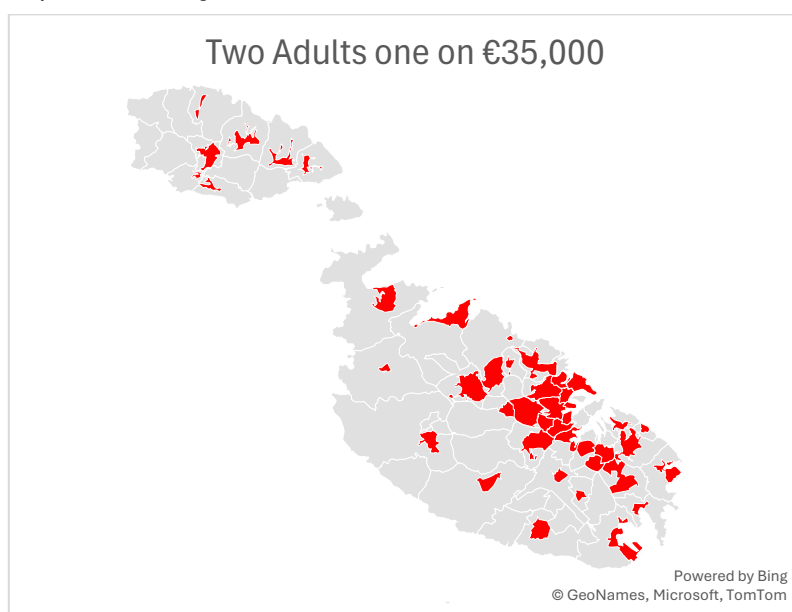 Two Adults one on €35,000
Powered by Bing
© GeoNames, Microsoft, TomTom